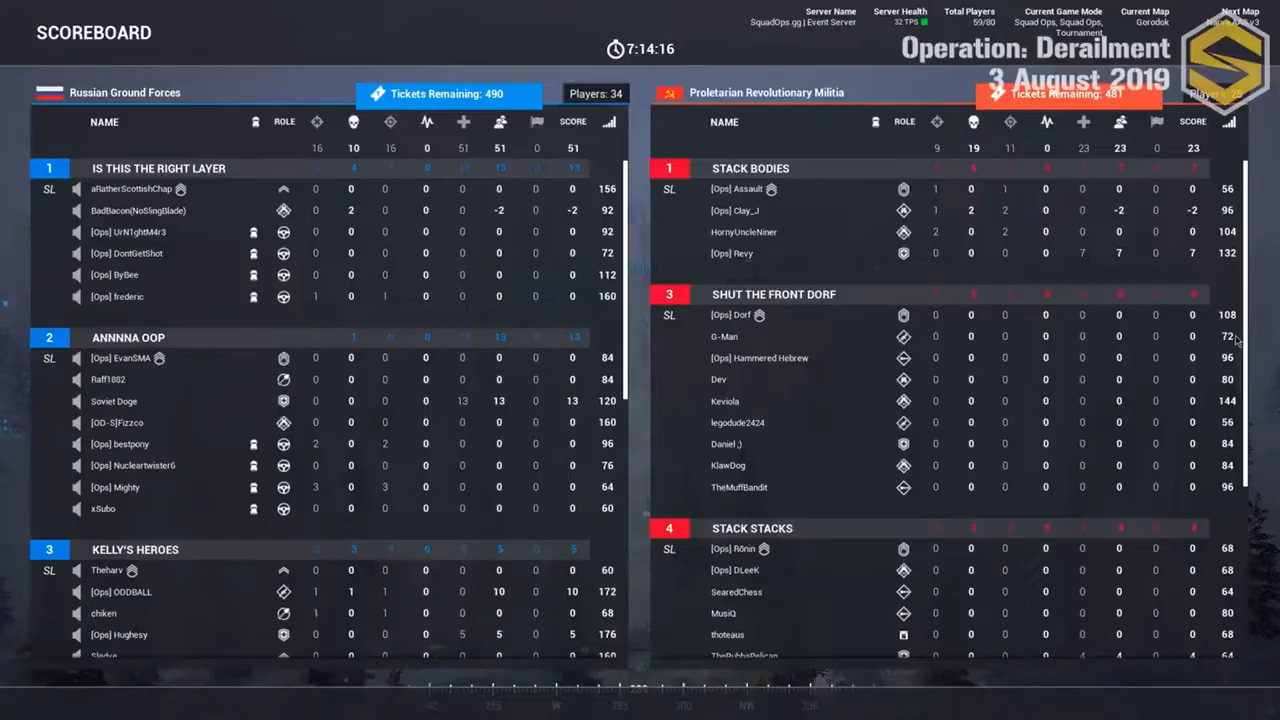 SCOREBOARD
Server Name
SquadOps.gg | Event Server
Server Health
32 TPS
Total Players
59/80
Current Game Mode
Squad Ops, Squad Ops,
Tournament
Current Map
Gorodok
Next Map
7:14:16
Operation: Derailment
3 August 2019
Russian Ground Forces
Tickets Remaining: 490
Players: 34
NAME ROLE SCORE
16 10 16 0 51 51 0 51
1 IS THIS THE RIGHT LAYER
SL aRatherScottishChap 0 0 0 0 0 0 0 0 156
BadBacon(NoSlingBlade) 0 2 0 0 0 -2 0 -2 92
[Ops] UrN1ghtM4r3 0 0 0 0 0 0 0 0 92
[Ops] DontGetShot 0 0 0 0 0 0 0 0 72
[Ops] ByBee 0 0 0 0 0 0 0 0 112
[Ops] frederic 1 0 1 0 0 0 0 0 160
2 ANNNNA OOP
SL [Ops] EvanSMA 0 0 0 0 0 0 0 0 84
Raff1882 0 0 0 0 0 0 0 0 84
Soviet Doge 0 0 0 0 13 13 0 13 120
[OD-S]Fizzco 0 0 0 0 0 0 0 0 160
[Ops] bestpony 2 0 2 0 0 0 0 0 96
[Ops] Nucleartwister6 0 0 0 0 0 0 0 0 76
[Ops] Mighty 3 0 3 0 0 0 0 0 64
xSubo 0 0 0 0 0 0 0 0 60
3 KELLY'S HEROES
SL Theharv 0 0 0 0 0 0 0 0 60
[Ops] ODDBALL 1 1 1 0 0 10 0 10 172
chiken 1 0 1 0 0 0 0 0 68
[Ops] Hughesy 0 0 0 0 5 5 0 5 176
Proletarian Revolutionary Militia
Tickets Remaining: 481
NAME ROLE SCORE
9 19 11 0 23 23 0 23
1 STACK BODIES
SL [Ops] Assault 1 0 1 0 0 0 0 0 56
[Ops] Clay_J 1 2 2 0 0 -2 0 -2 96
HornyUncleNiner 2 0 2 0 0 0 0 0 104
[Ops] Revy 0 0 0 0 7 7 0 7 132
3 SHUT THE FRONT DORF
SL [Ops] Dorf 0 0 0 0 0 0 0 0 108
G-Man 0 0 0 0 0 0 0 0 72
[Ops] Hammered Hebrew 0 0 0 0 0 0 0 0 96
Dev 0 0 0 0 0 0 0 0 80
Keviola 0 0 0 0 0 0 0 0 144
legodude2424 0 0 0 0 0 0 0 0 56
Daniel ;) 0 0 0 0 0 0 0 0 84
KlawDog 0 0 0 0 0 0 0 0 84
TheMuffBandit 0 0 0 0 0 0 0 0 96
4 STACK STACKS
SL [Ops] Rōnin 0 0 0 0 0 0 0 0 68
[Ops] DLeeK 0 0 0 0 0 0 0 0 68
SearedChess 0 0 0 0 0 0 0 0 64
MusiQ 0 0 0 0 0 0 0 0 80
thoteaus 0 0 0 0 0 0 0 0 68
W 285 289 300 NW 330